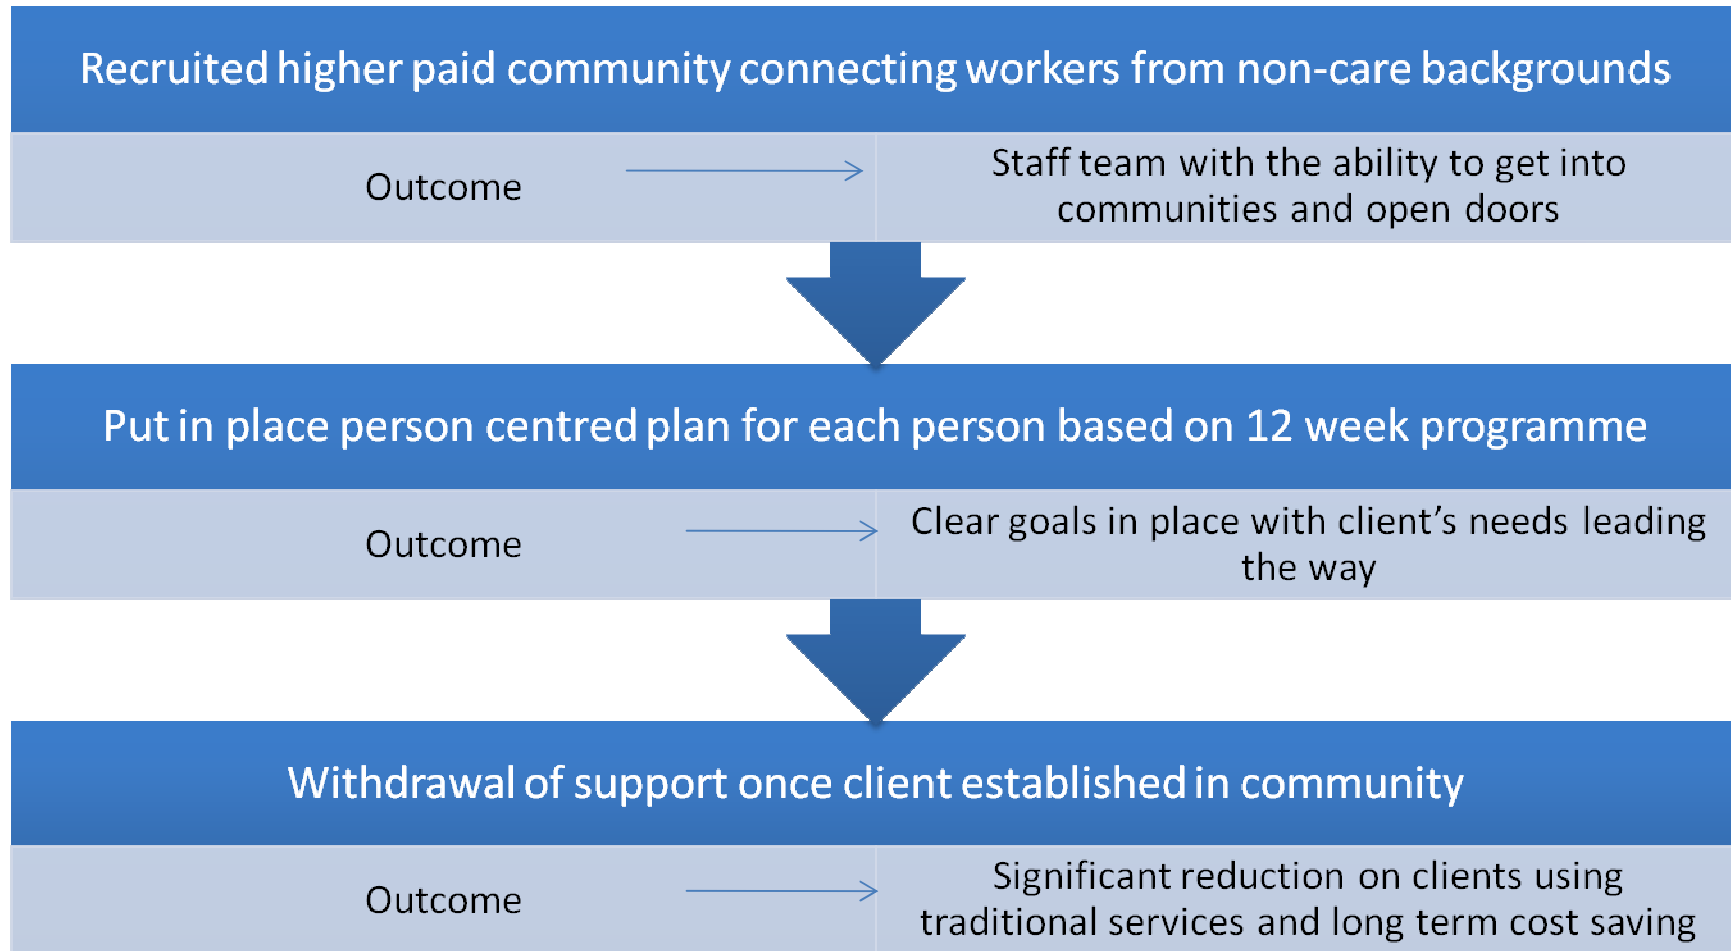 Recruited higher paid community connecting workers from non-care backgrounds
Outcome
Staff team with the ability to get into
communities and open doors
Put in place person centred plan for each person based on 12 week programme
Outcome
Clear goals in place with client’s needs leading
the way
Withdrawal of support once client established in community
Outcome
Significant reduction on clients using
traditional services and long term cost saving